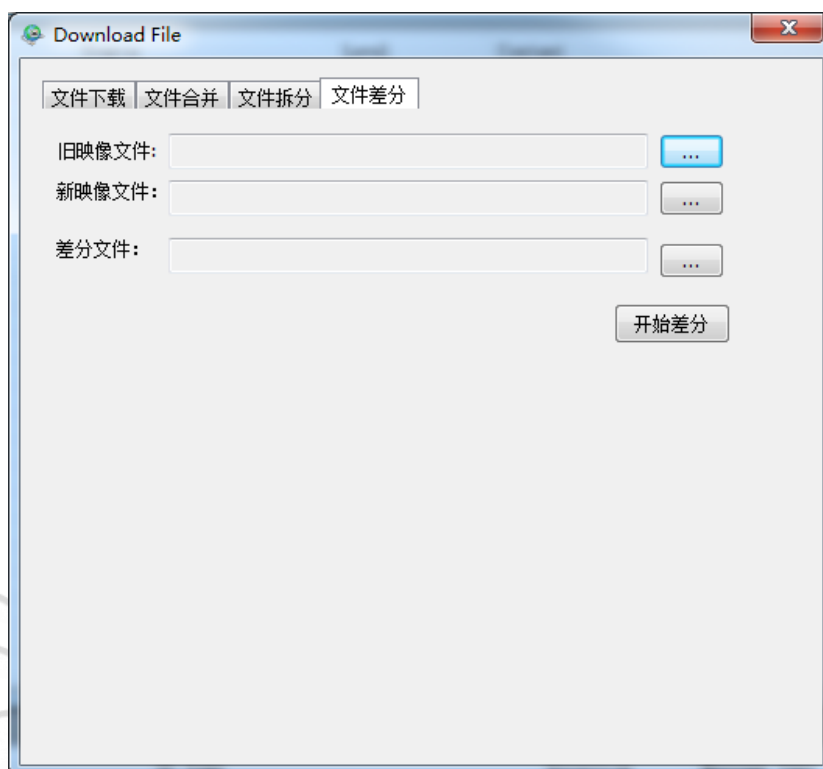 Download File
文件下载 文件合并 文件拆分 文件差分
旧映像文件: ...
新映像文件： ...
差分文件： ...
开始差分